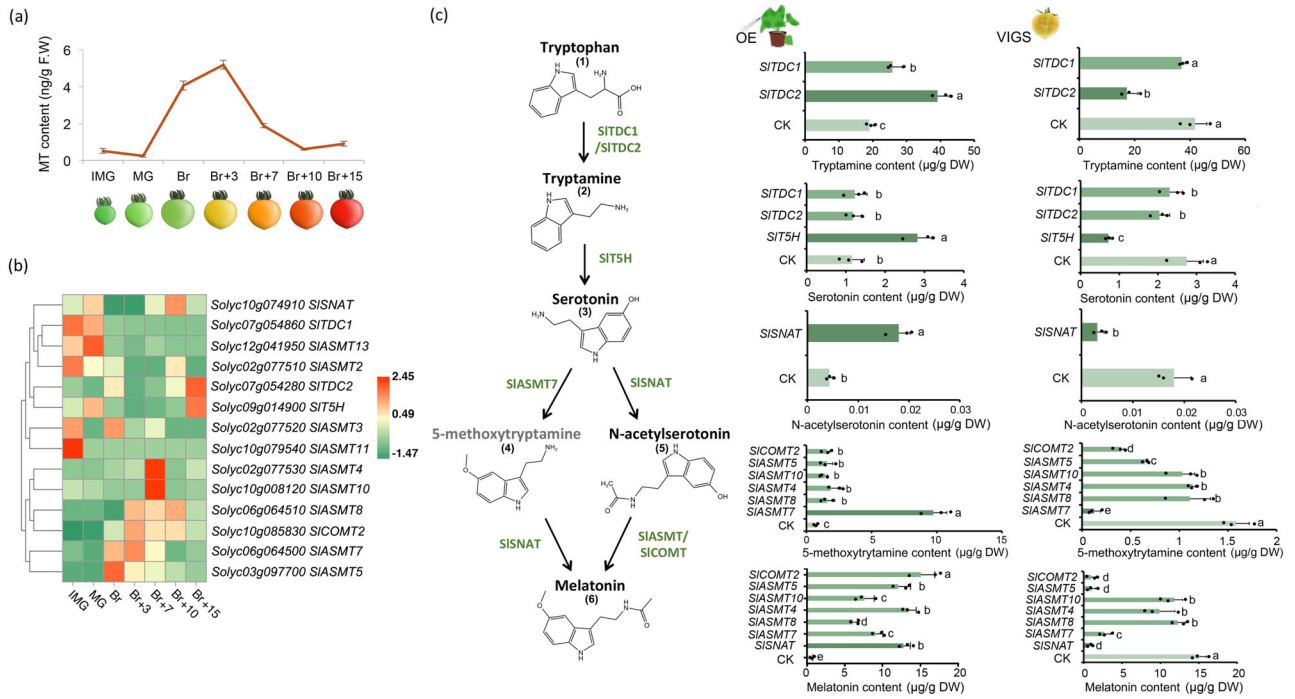 (a)
MT content (ng/g F.W)
6
4
2
0
IMG MG Br Br+3 Br+7 Br+10 Br+15
(b)
Solyc10g074910 SlSNAT
Solyc07g054860 SlTDC1
Solyc12g041950 SlASMT13
Solyc02g077510 SlASMT2
Solyc07g054280 SlTDC2
Solyc09g014900 SlT5H
Solyc02g077520 SlASMT3
Solyc10g079540 SlASMT11
Solyc02g077530 SlASMT4
Solyc10g008120 SlASMT10
Solyc06g064510 SlASMT8
Solyc10g085830 SlCOMT2
Solyc06g064500 SlASMT7
Solyc03g097700 SlASMT5
IMG MG Br Br+3 Br+7 Br+10 Br+15
2.45
0.49
-1.47
(c)
Tryptophan
(1)
H
N
NH2
OH
O
SlTDC1
/SlTDC2
Tryptamine
(2)
H
N
NH2
SlT5H
Serotonin
(3)
H2N
OH
N
H
SlASMT7
SlSNAT
5-methoxytryptamine
(4)
NH2
O
N
H
N-acetylserotonin
(5)
H
N
H3C
NH
O
OH
SlSNAT
SlASMT/
SlCOMT
Melatonin
(6)
O
H
N
O
N
H
OE
SlTDC1 b
SlTDC2 a
CK c
0 10 20 30 40 50
Tryptamine content (μg/g DW)
SlTDC1 b
SlTDC2 b
SlT5H a
CK b
0 1 2 3 4
Serotonin content (μg/g DW)
SlSNAT a
CK b
0 0.01 0.02 0.03
N-acetylserotonin content (μg/g DW)
SlCOMT2 b
SlASMT5 b
SlASMT10 b
SlASMT4 b
SlASMT8 b
SlASMT7 a
CK c
0 5 10 15
5-methoxytrytamine content (μg/g DW)
SlCOMT2 a
SlASMT5 b
SlASMT10 c
SlASMT4 b
SlASMT8 d
SlASMT7 c
SlSNAT b
CK e
0 5 10 15 20
Melatonin content (μg/g DW)
VIGS
SlTDC1 a
SlTDC2 b
CK a
0 20 40 60
Tryptamine content (μg/g DW)
SlTDC1 b
SlTDC2 b
SlT5H c
CK a
0 1 2 3 4
Serotonin content (μg/g DW)
SlSNAT b
CK a
0 0.01 0.02 0.03
N-acetylserotonin content (μg/g DW)
SlCOMT2 d
SlASMT5 c
SlASMT10 b
SlASMT4 b
SlASMT8 b
SlASMT7 e
CK a
0 0.5 1 1.5 2
5-methoxytrytamine content (μg/g DW)
SlCOMT2 d
SlASMT5 d
SlASMT10 b
SlASMT4 b
SlASMT8 b
SlASMT7 c
SlSNAT d
CK a
0 5 10 15 20
Melatonin content (μg/g DW)